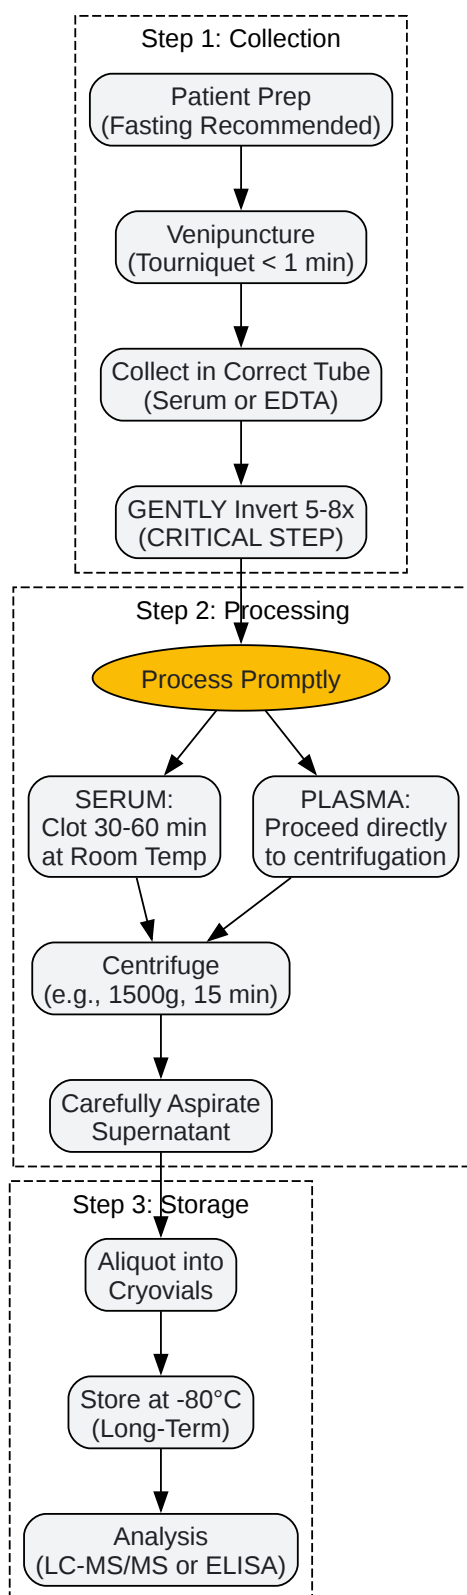 Step 1: Collection
Patient Prep
(Fasting Recommended)
Venipuncture
(Tourniquet < 1 min)
Collect in Correct Tube
(Serum or EDTA)
GENTLY Invert 5-8x
(CRITICAL STEP)
Step 2: Processing
Process Promptly
SERUM:
Clot 30-60 min
at Room Temp
PLASMA:
Proceed directly
to centrifugation
Centrifuge
(e.g., 1500g, 15 min)
Carefully Aspirate
Supernatant
Step 3: Storage
Aliquot into
Cryovials
Store at -80°C
(Long-Term)
Analysis
(LC-MS/MS or ELISA)